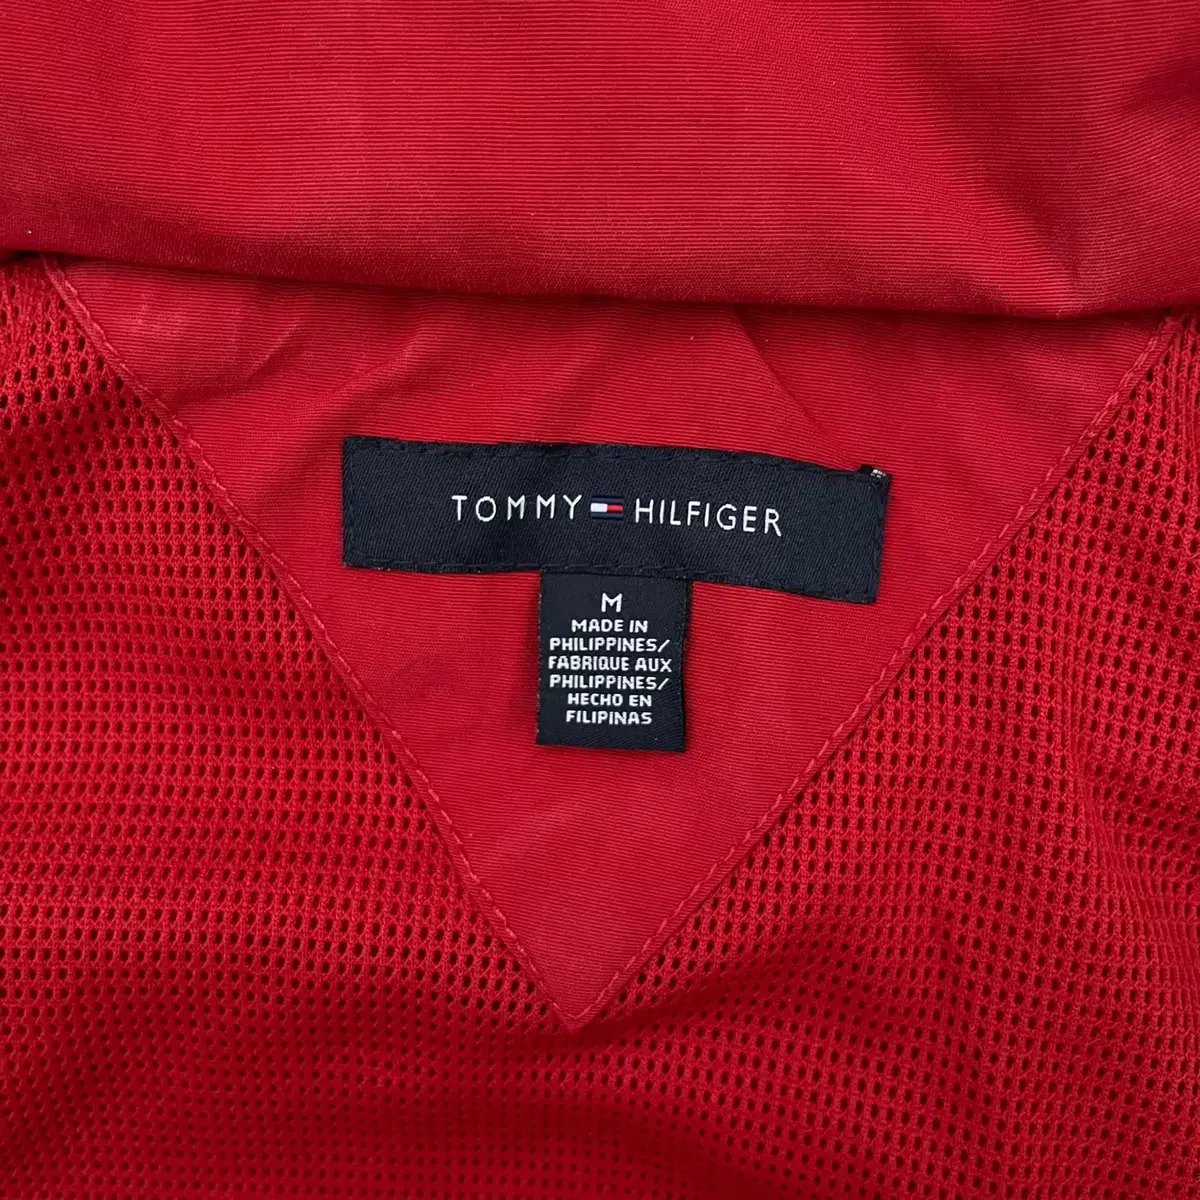 TOMMY HILFIGER
M
MADE IN
PHILIPPINES/
FABRIQUE AUX
PHILIPPINES/
HECHO EN
FILIPINAS